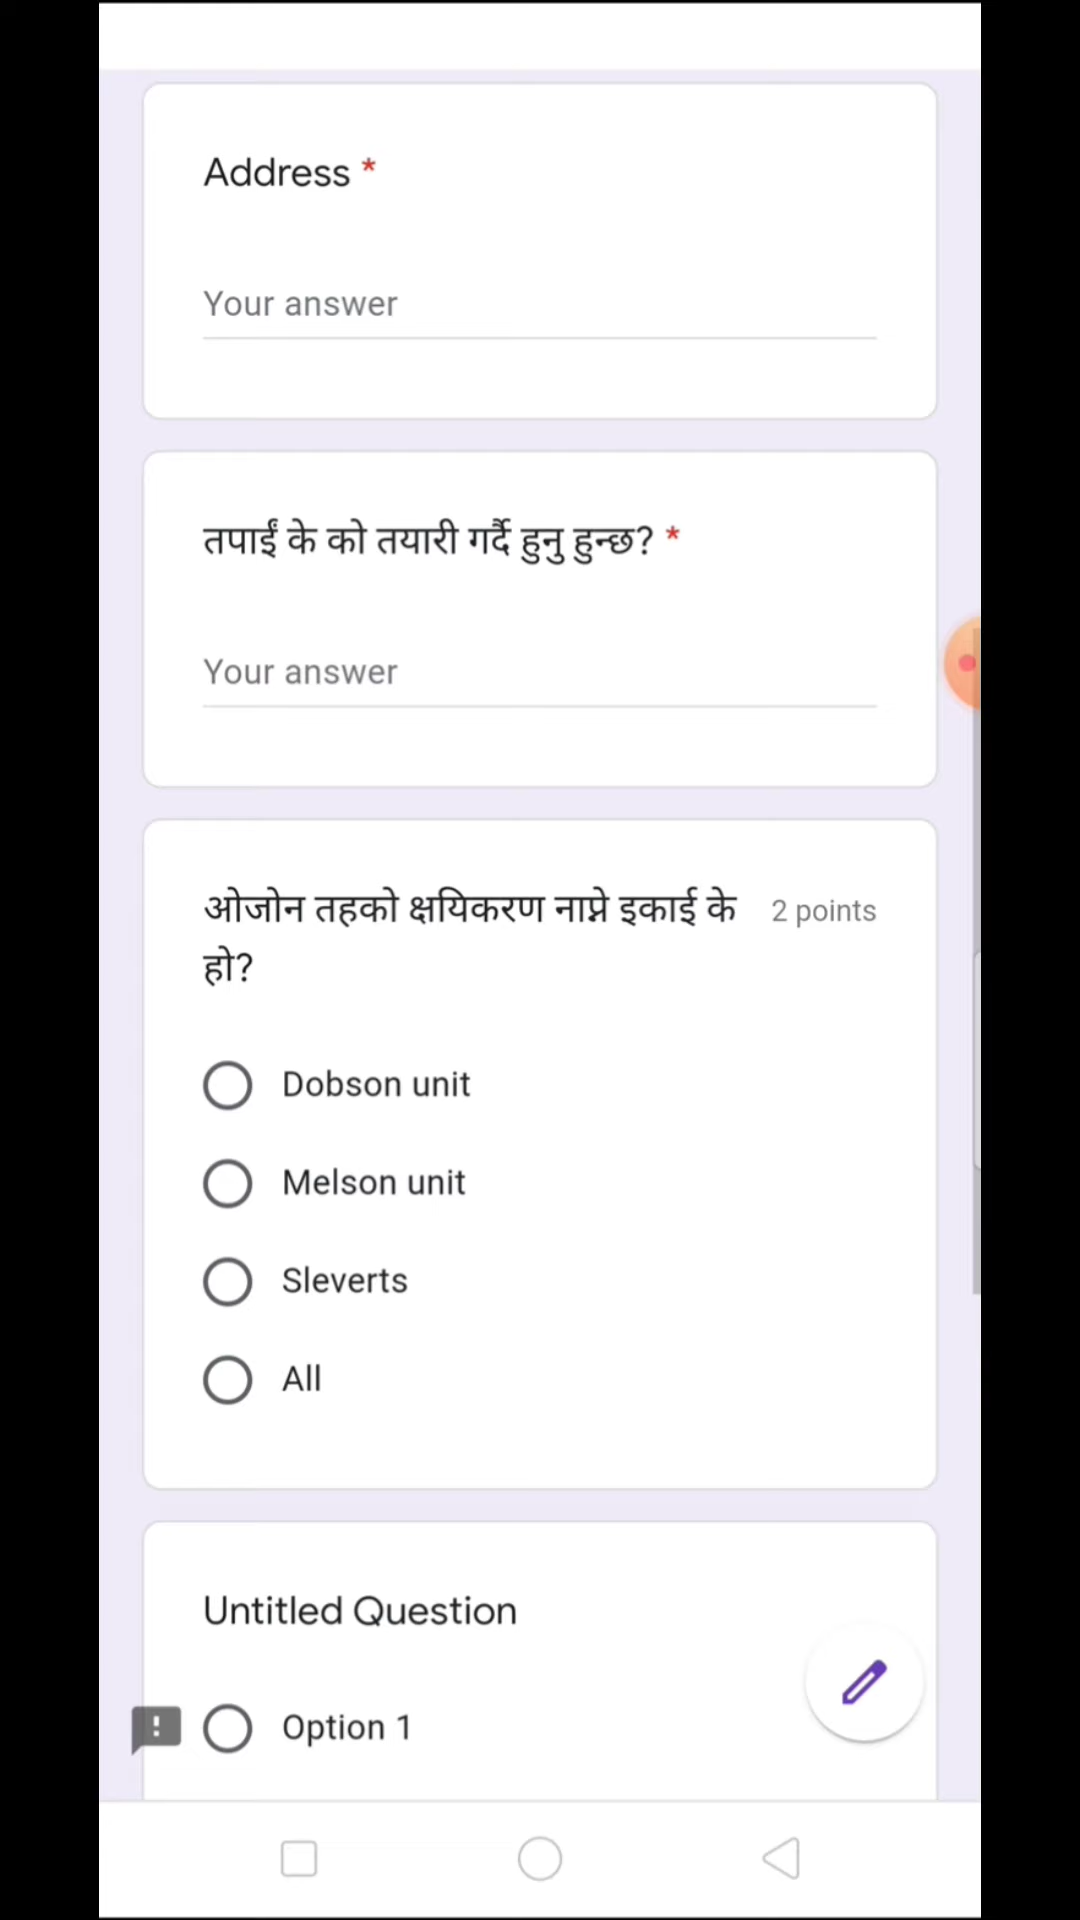 Address *
Your answer
तपाईं के को तयारी गर्दै हुनु हुन्छ? *
Your answer
ओजोन तहको क्षयिकरण नाप्ने इकाई के 2 points
हो?
Dobson unit
Melson unit
Sleverts
All
Untitled Question
Option 1